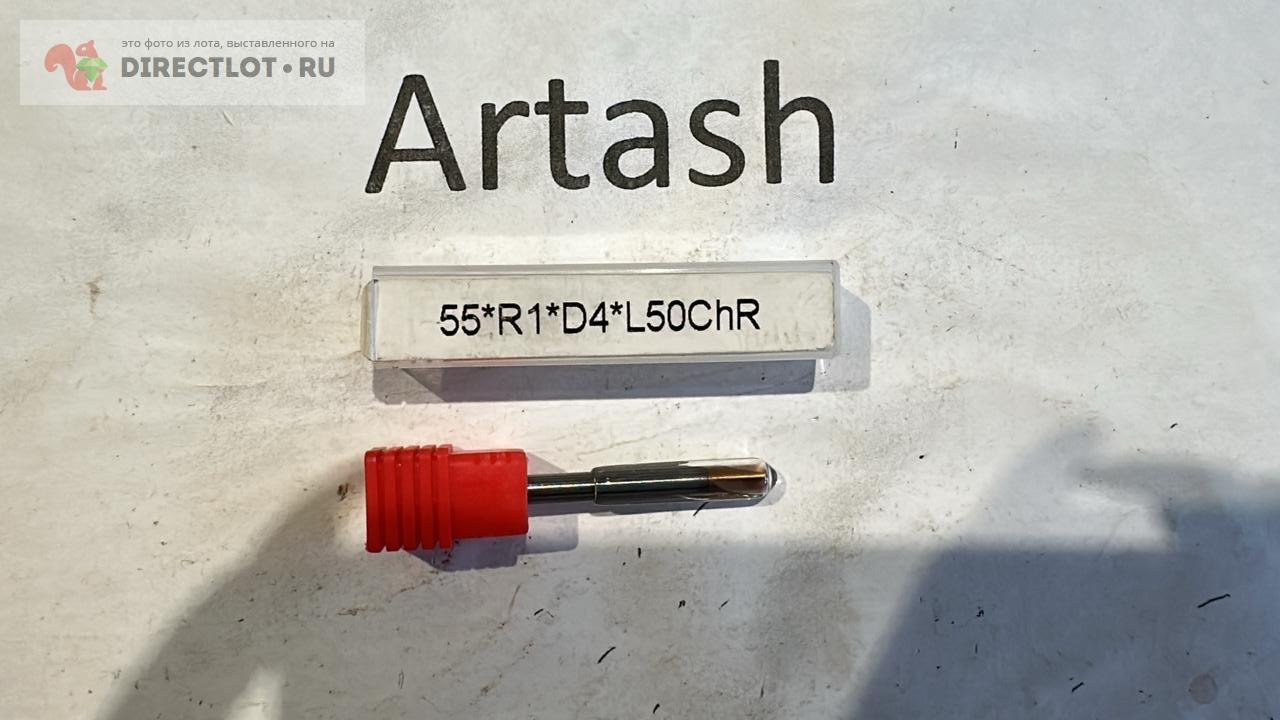 это фото из лота, выставленного на
DIRECTLOT•RU
Artash
55*R1*D4*L50ChR